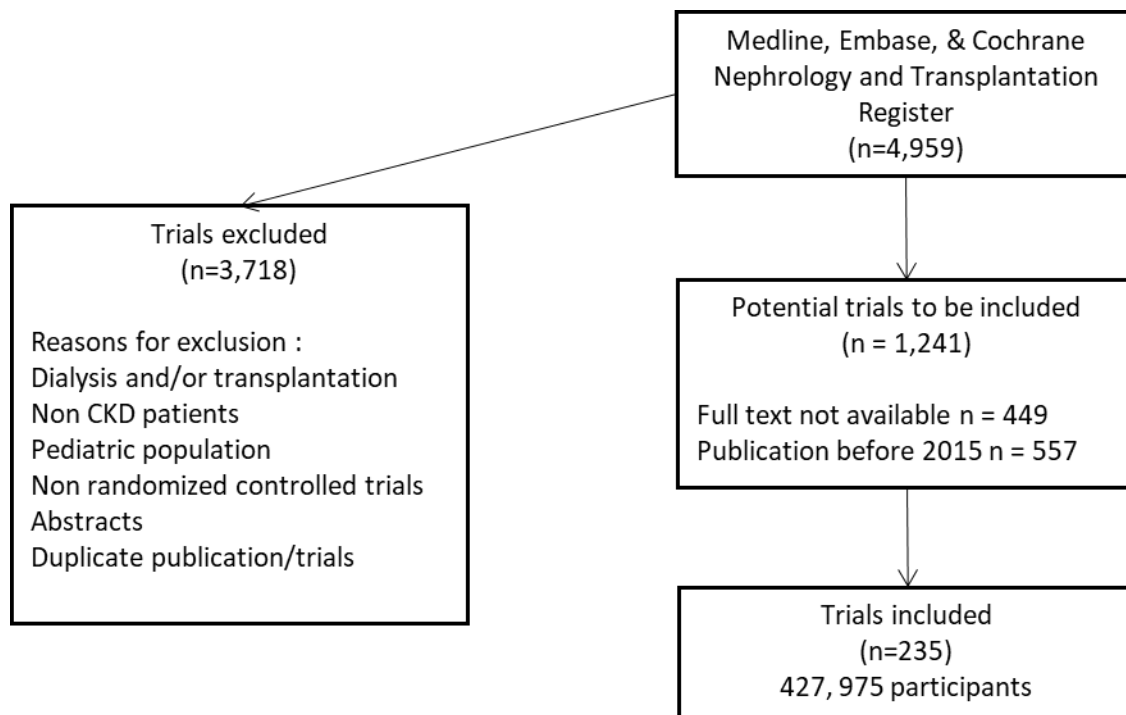 Medline, Embase, & Cochrane
Nephrology and Transplantation
Register
(n=4,959)
Trials excluded
(n=3,718)
Reasons for exclusion :
Dialysis and/or transplantation
Non CKD patients
Pediatric population
Non randomized controlled trials
Abstracts
Duplicate publication/trials
Potential trials to be included
(n = 1,241)
Full text not available n = 449
Publication before 2015 n = 557
Trials included
(n=235)
427, 975 participants